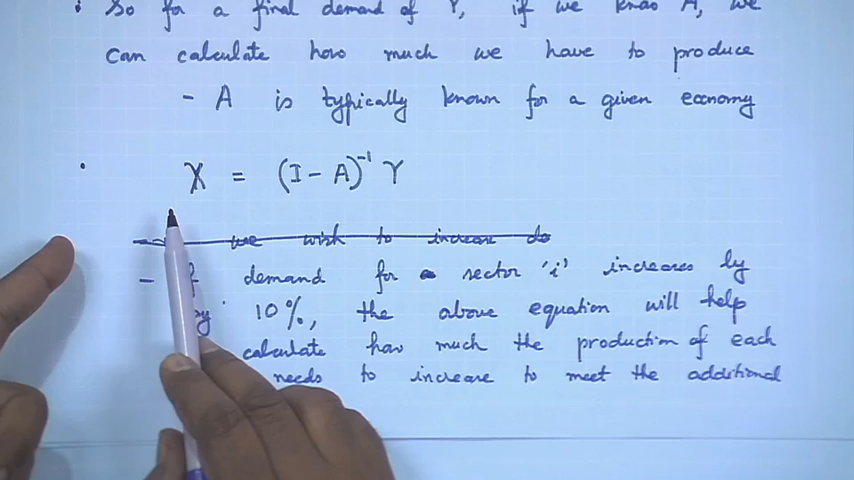 So for a final demand of Y, if we know A, we
can calculate how much we have to produce
- A is typically known for a given economy
X = (I - A)⁻¹ Y
we wish to increase do
- demand for sector 'i' increases by
10%, the above equation will help
calculate how much the production of each
needs to increase to meet the additional